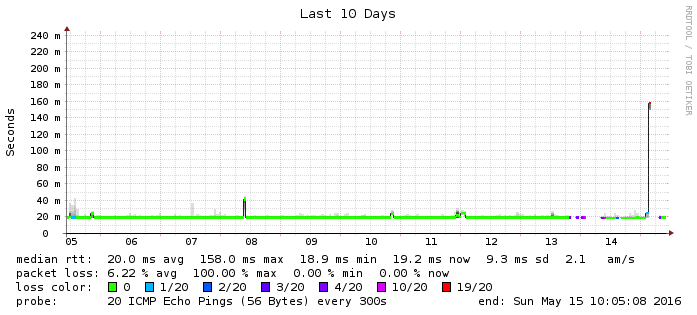 Last 10 Days
RRDTOOL / TOBI OETIKER
Seconds
240 m
220 m
200 m
180 m
160 m
140 m
120 m
100 m
80 m
60 m
40 m
20 m
0
05 06 07 08 09 10 11 12 13 14
median rtt: 20.0 ms avg 158.0 ms max 18.9 ms min 19.2 ms now 9.3 ms sd 2.1 am/s
packet loss: 6.22 % avg 100.00 % max 0.00 % min 0.00 % now
loss color: 0 1/20 2/20 3/20 4/20 10/20 19/20
probe: 20 ICMP Echo Pings (56 Bytes) every 300s end: Sun May 15 10:05:08 2016